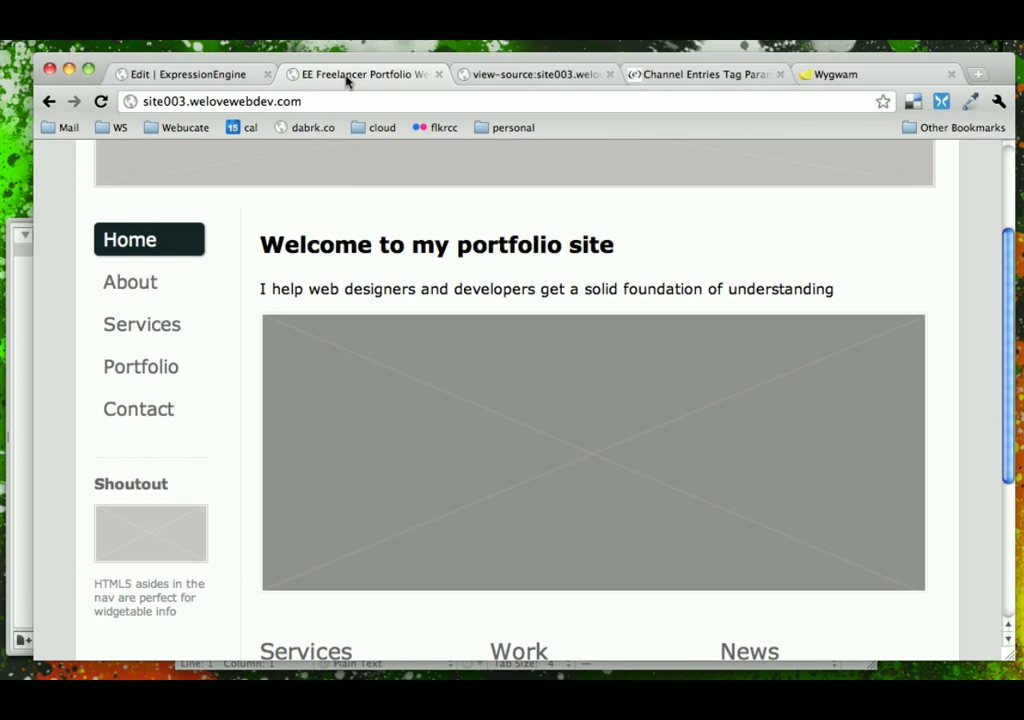 Edit | ExpressionEngine
EE Freelancer Portfolio We
view-source:site003.welov
Channel Entries Tag Para
Wygwam
site003.welovewebdev.com
Mail
WS
Webucate
15 cal
dabrk.co
cloud
flkrcc
personal
Other Bookmarks
Home
About
Services
Portfolio
Contact
Shoutout
HTML5 asides in the
nav are perfect for
widgetable info
Welcome to my portfolio site
I help web designers and developers get a solid foundation of understanding
Services
Work
News
Line: 1 Column: 1
Plain Text
Tab Size: 4